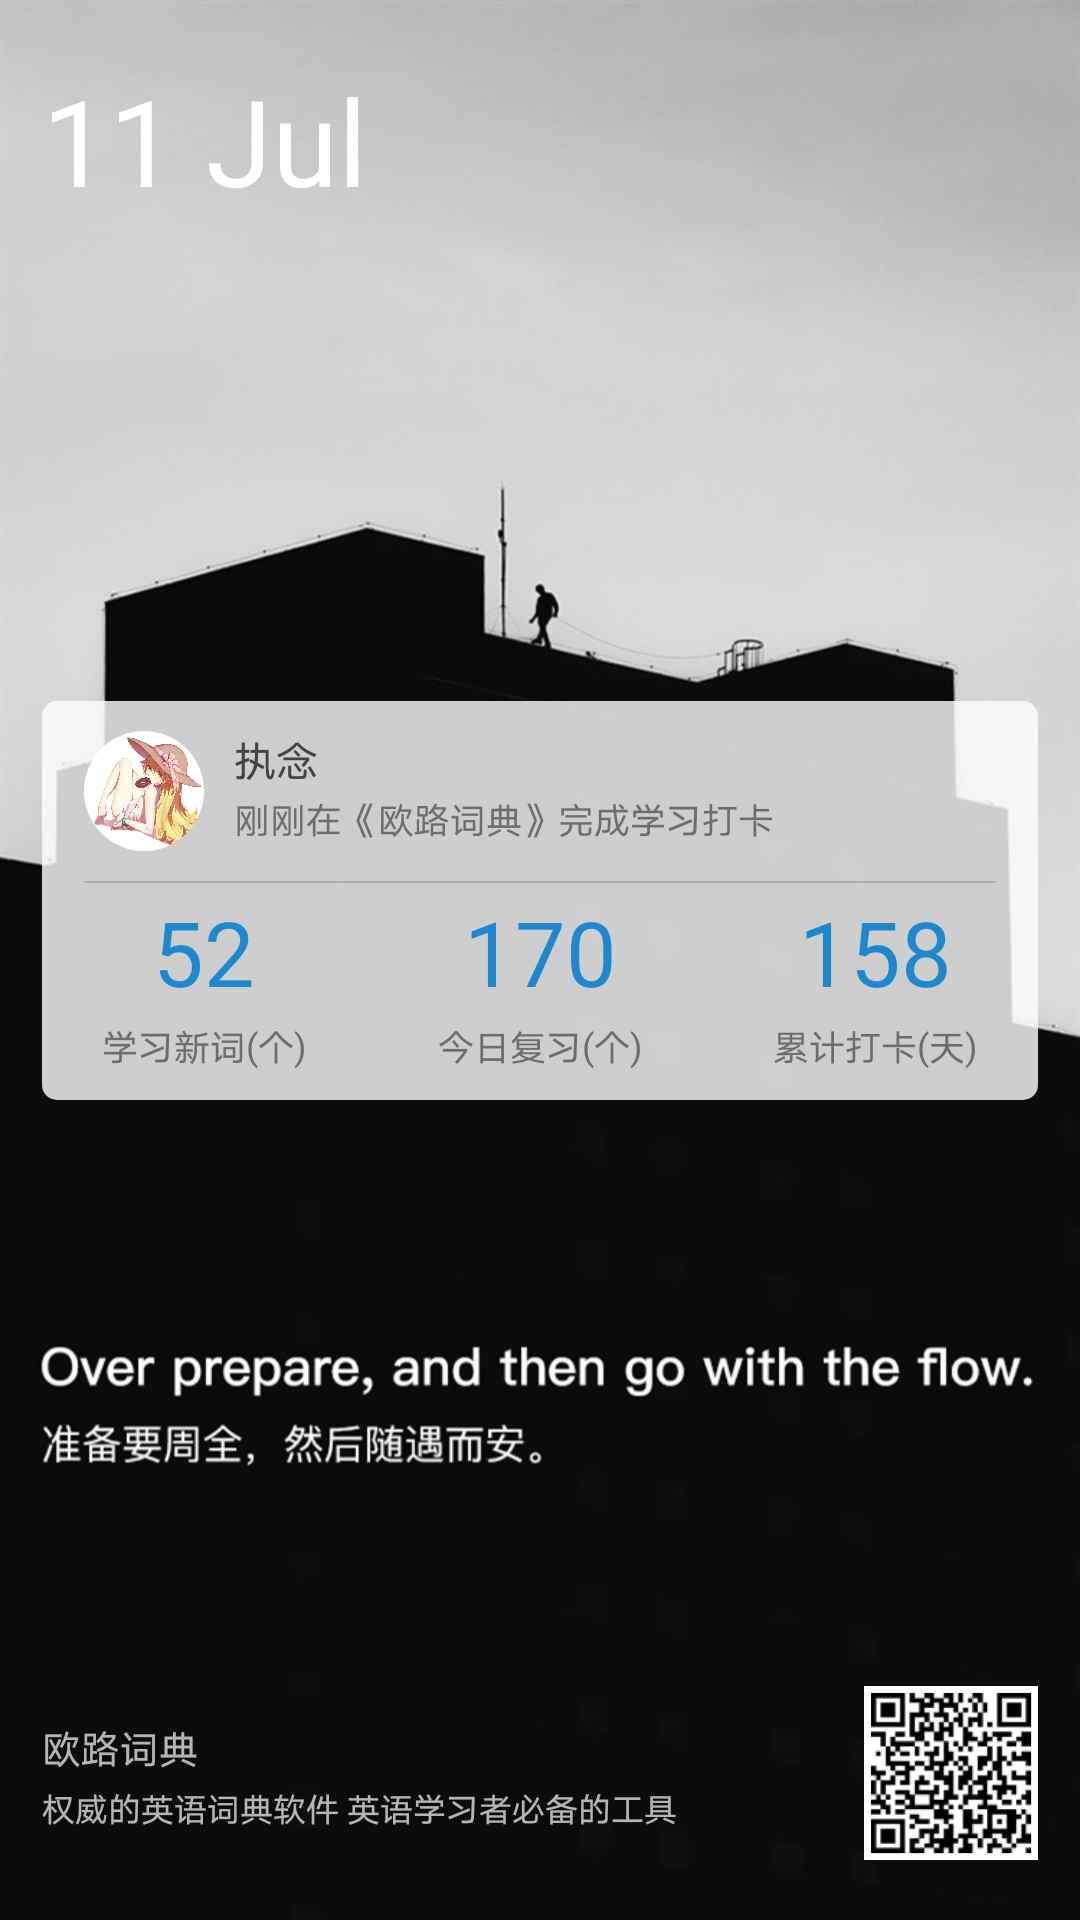 11 Jul
执念
刚刚在《欧路词典》完成学习打卡
52 170 158
学习新词(个) 今日复习(个) 累计打卡(天)
Over prepare, and then go with the flow.
准备要周全，然后随遇而安。
欧路词典
权威的英语词典软件 英语学习者必备的工具